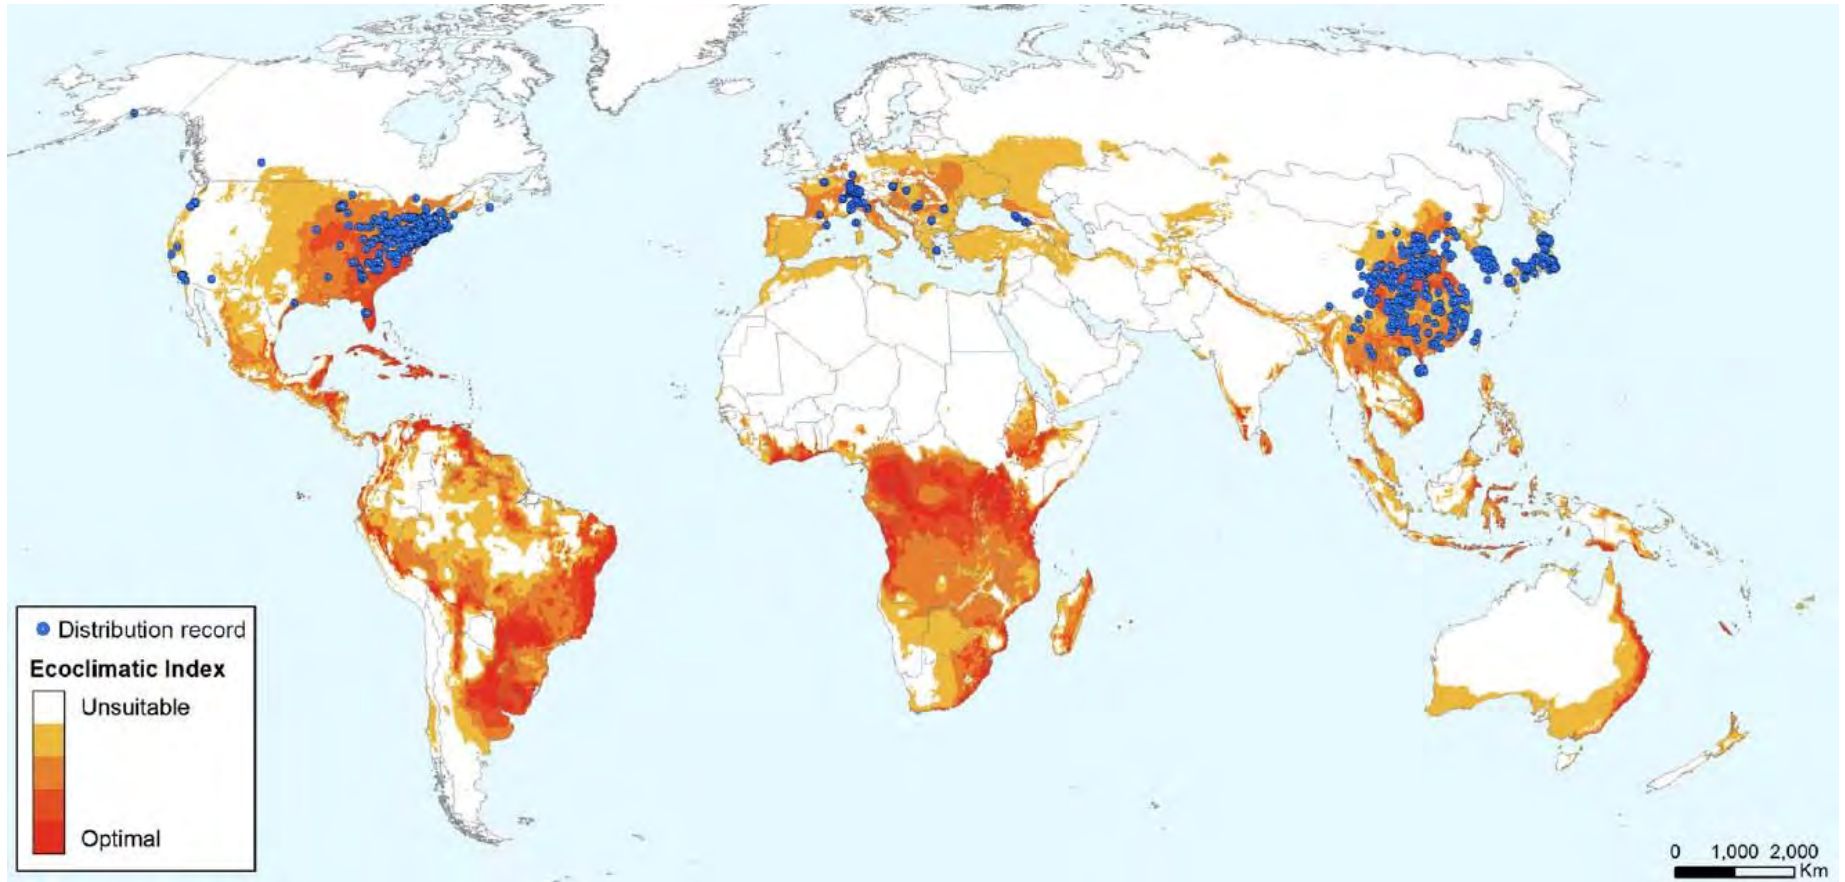 Distribution record
Ecoclimatic Index
Unsuitable
Optimal
0 1,000 2,000
Km